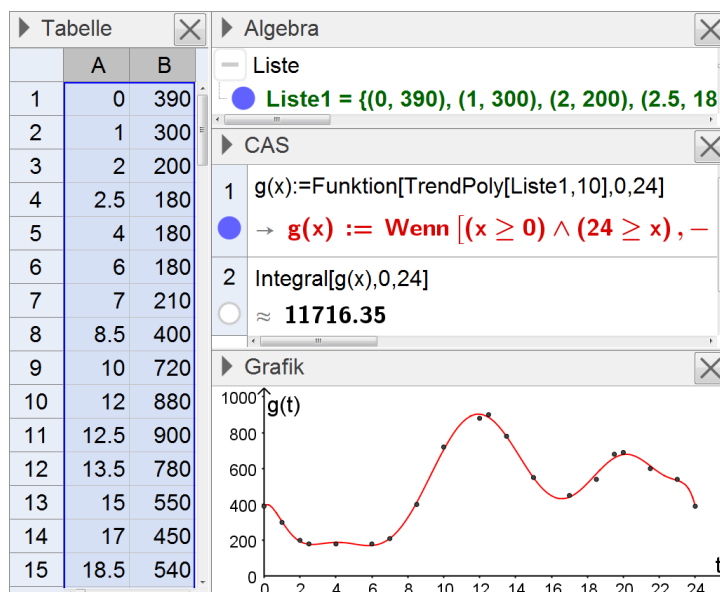 Tabelle
A B
1 0 390
2 1 300
3 2 200
4 2.5 180
5 4 180
6 6 180
7 7 210
8 8.5 400
9 10 720
10 12 880
11 12.5 900
12 13.5 780
13 15 550
14 17 450
15 18.5 540
Algebra
Liste
Liste1 = {(0, 390), (1, 300), (2, 200), (2.5, 18
CAS
1 g(x):=Funktion[TrendPoly[Liste1,10],0,24]
→ g(x) := Wenn [(x ≥ 0) ∧ (24 ≥ x) , −
2 Integral[g(x),0,24]
≈ 11716.35
Grafik
g(t)
1000
800
600
400
200
0
0 2 4 6 8 10 12 14 16 18 20 22 24
t